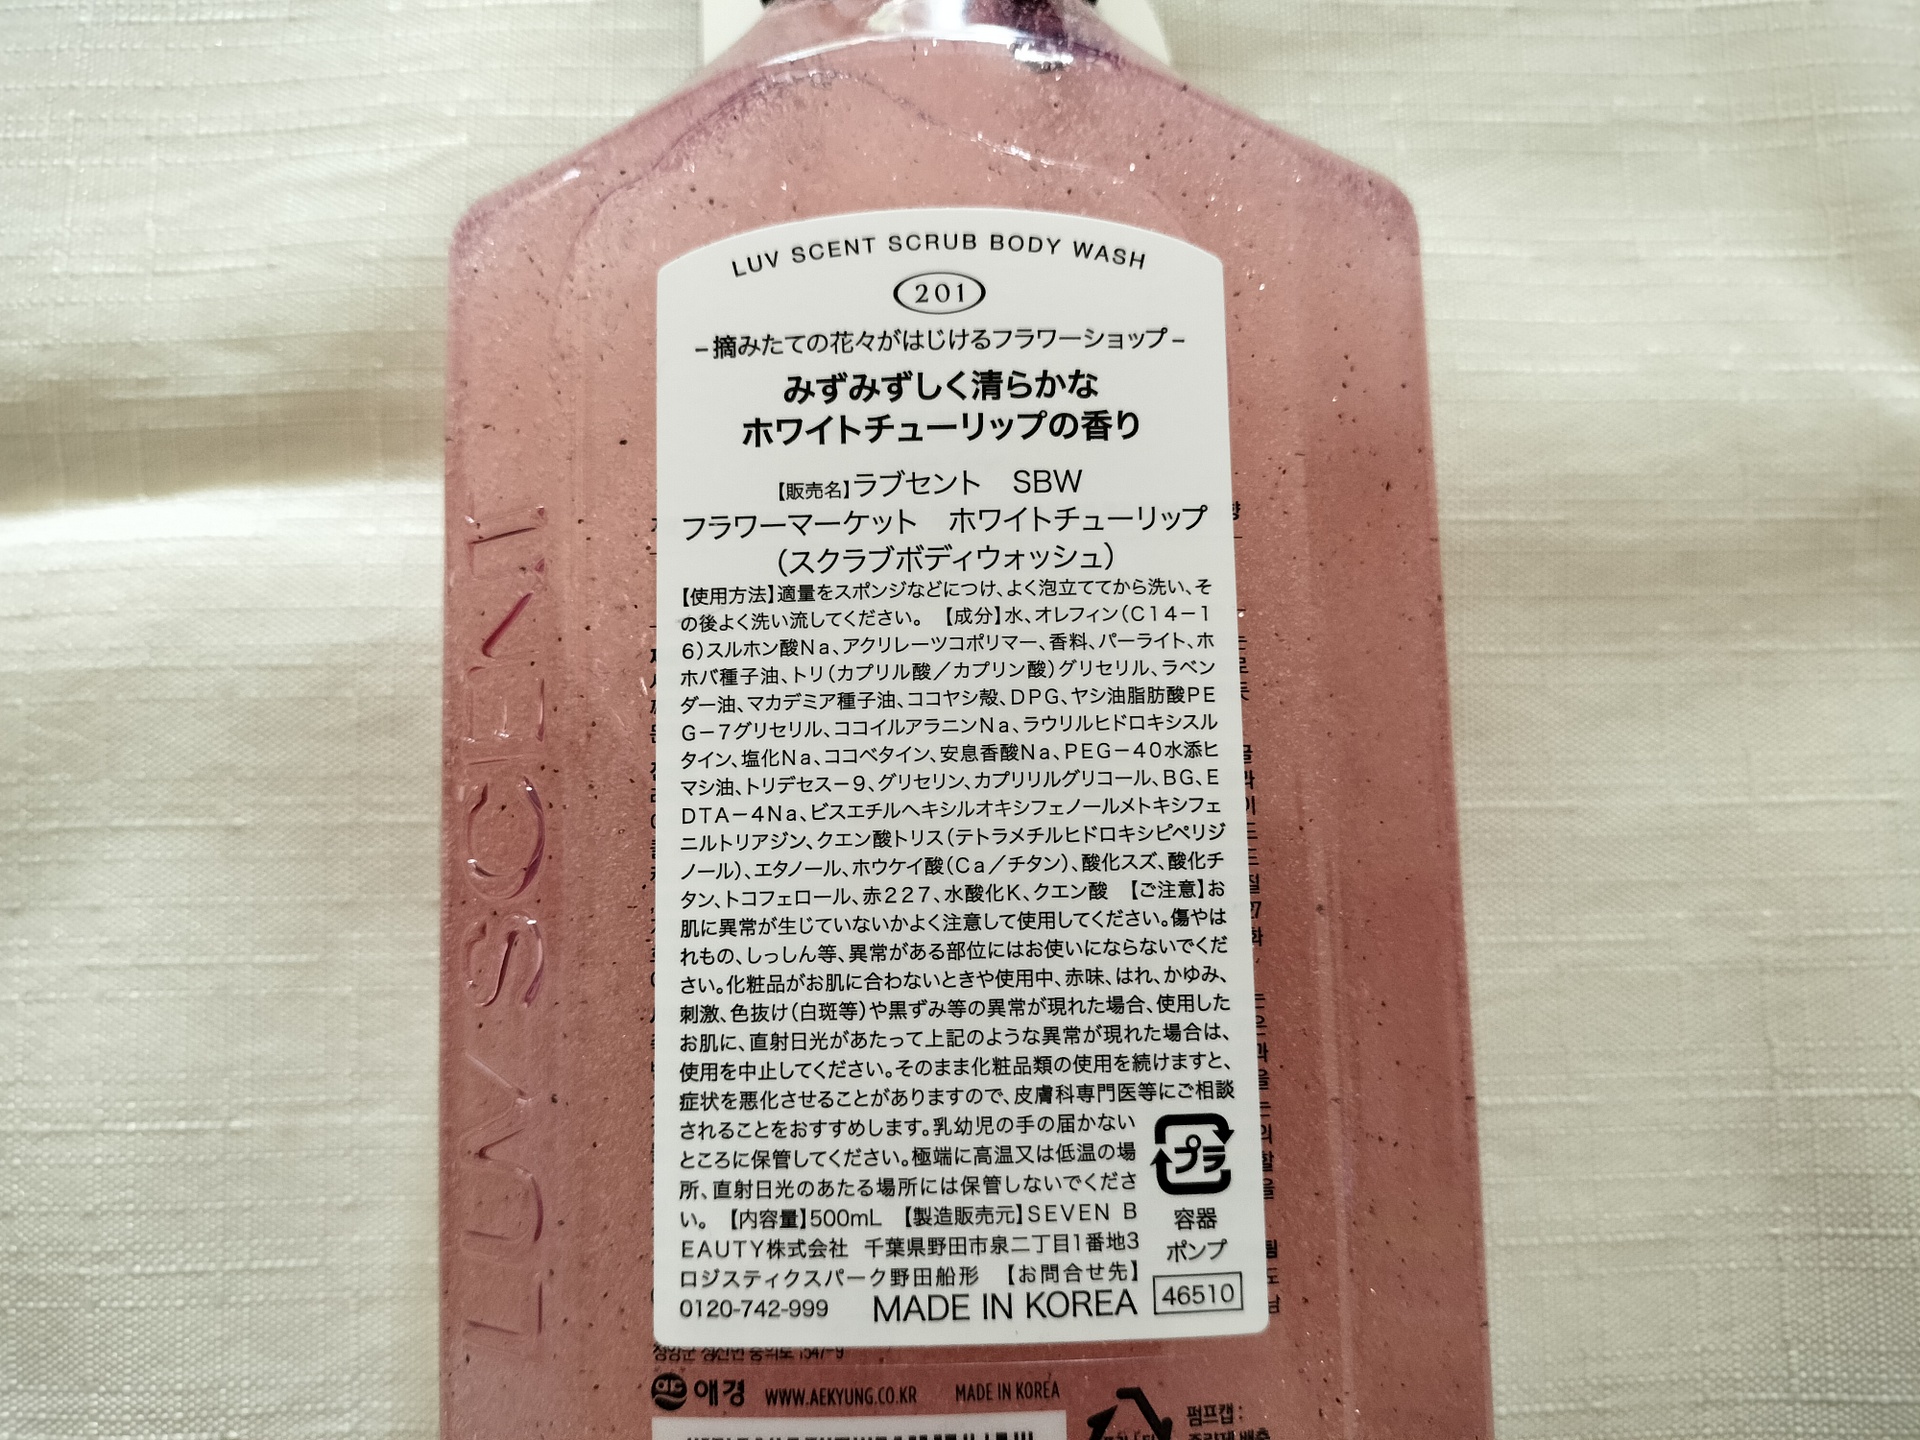 LUV SCENT SCRUB BODY WASH
201
–摘みたての花々がはじけるフラワーショップ–
みずみずしく清らかな
ホワイトチューリップの香り
【販売名】ラブセント　SBW
フラワーマーケット　ホワイトチューリップ
（スクラブボディウォッシュ）
【使用方法】適量をスポンジなどにつけ、よく泡立ててから洗い、そ
の後よく洗い流してください。　【成分】水、オレフィン（C14－1
6）スルホン酸Na、アクリレーツコポリマー、香料、パーライト、ホ
ホバ種子油、トリ（カプリル酸／カプリン酸）グリセリル、ラベン
ダー油、マカデミア種子油、ココヤシ殻、DPG、ヤシ油脂肪酸PE
G－7グリセリル、ココイルアラニンNa、ラウリルヒドロキシスル
タイン、塩化Na、ココベタイン、安息香酸Na、PEG－40水添ヒ
マシ油、トリデセス－9、グリセリン、カプリリルグリコール、BG、E
DTA－4Na、ビスエチルヘキシルオキシフェノールメトキシフェ
ニルトリアジン、クエン酸トリス（テトラメチルヒドロキシピペリジ
ノール）、エタノール、ホウケイ酸（Ca／チタン）、酸化スズ、酸化チ
タン、トコフェロール、赤227、水酸化K、クエン酸　【ご注意】お
肌に異常が生じていないかよく注意して使用してください。傷やは
れもの、しっしん等、異常がある部位にはお使いにならないでくだ
さい。化粧品がお肌に合わないときや使用中、赤味、はれ、かゆみ、
刺激、色抜け（白斑等）や黒ずみ等の異常が現れた場合、使用した
お肌に、直射日光があたって上記のような異常が現れた場合は、
使用を中止してください。そのまま化粧品類の使用を続けますと、
症状を悪化させることがありますので、皮膚科専門医等にご相談
されることをおすすめします。乳幼児の手の届かない
ところに保管してください。極端に高温又は低温の場
所、直射日光のあたる場所には保管しないでくださ
い。　【内容量】500mL　【製造販売元】SEVEN B
EAUTY株式会社　千葉県野田市泉二丁目1番地3
ロジスティクスパーク野田船形　【お問合せ先】
0120-742-999　MADE IN KOREA
プラ
容器
ポンプ
46510
LUV SCENT
애경 WWW.AEKYUNG.CO.KR MADE IN KOREA
펌프캡 :